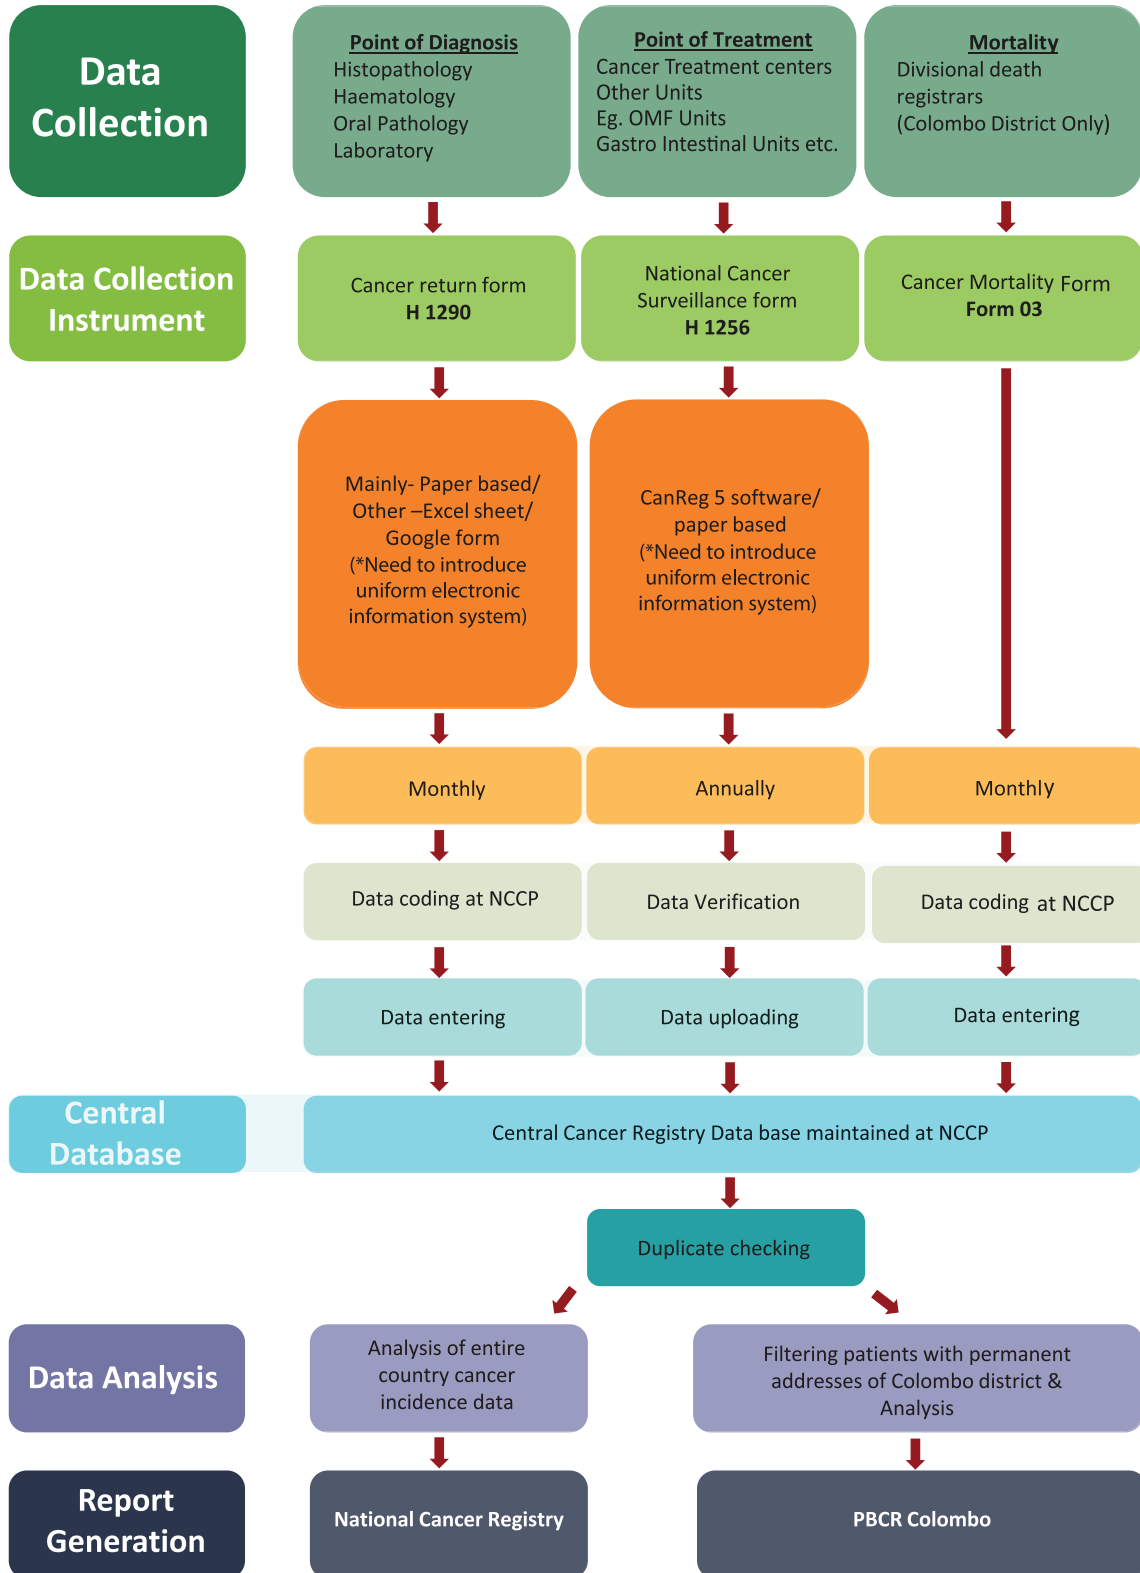 Data
Collection
Point of Diagnosis
Histopathology
Haematology
Oral Pathology
Laboratory
Point of Treatment
Cancer Treatment centers
Other Units
Eg. OMF Units
Gastro Intestinal Units etc.
Mortality
Divisional death
registrars
(Colombo District Only)
Data Collection
Instrument
Cancer return form
H 1290
National Cancer
Surveillance form
H 1256
Cancer Mortality Form
Form 03
Mainly- Paper based/
Other –Excel sheet/
Google form
(*Need to introduce
uniform electronic
information system)
CanReg 5 software/
paper based
(*Need to introduce
uniform electronic
information system)
Monthly
Annually
Monthly
Data coding at NCCP
Data Verification
Data coding at NCCP
Data entering
Data uploading
Data entering
Central
Database
Central Cancer Registry Data base maintained at NCCP
Duplicate checking
Data Analysis
Analysis of entire
country cancer
incidence data
Filtering patients with permanent
addresses of Colombo district &
Analysis
Report
Generation
National Cancer Registry
PBCR Colombo